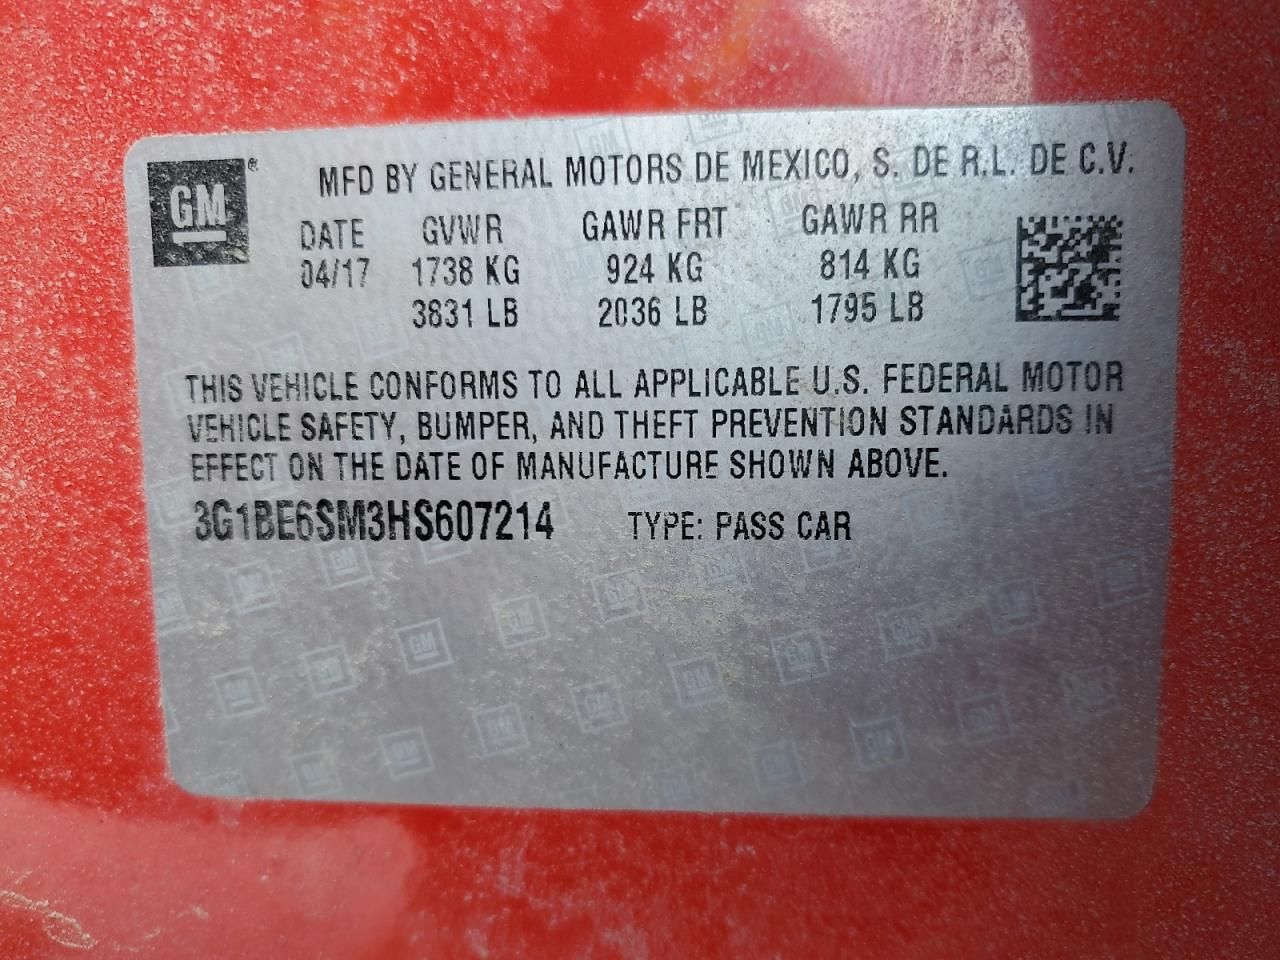 GM® MFD BY GENERAL MOTORS DE MEXICO, S. DE R.L. DE C.V.
DATE GVWR GAWR FRT GAWR RR
04/17 1738 KG 924 KG 814 KG
3831 LB 2036 LB 1795 LB
THIS VEHICLE CONFORMS TO ALL APPLICABLE U.S. FEDERAL MOTOR
VEHICLE SAFETY, BUMPER, AND THEFT PREVENTION STANDARDS IN
EFFECT ON THE DATE OF MANUFACTURE SHOWN ABOVE.
3G1BE6SM3HS607214 TYPE: PASS CAR